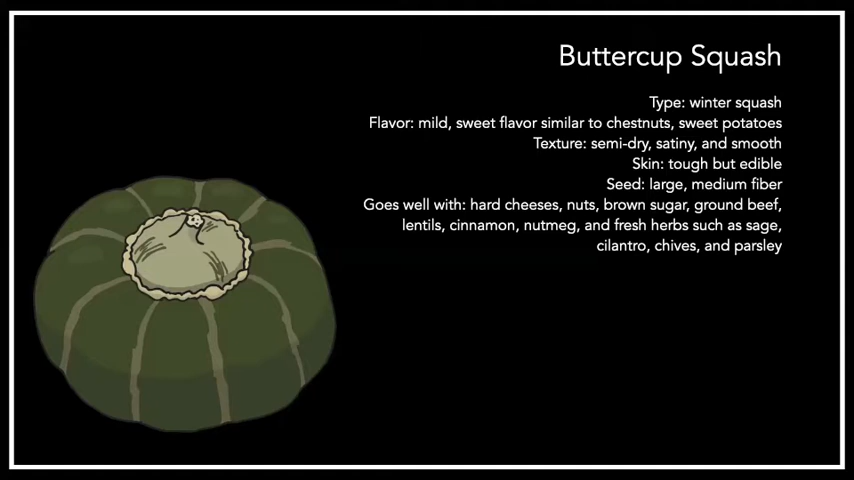 Buttercup Squash
Type: winter squash
Flavor: mild, sweet flavor similar to chestnuts, sweet potatoes
Texture: semi-dry, satiny, and smooth
Skin: tough but edible
Seed: large, medium fiber
Goes well with: hard cheeses, nuts, brown sugar, ground beef,
lentils, cinnamon, nutmeg, and fresh herbs such as sage,
cilantro, chives, and parsley